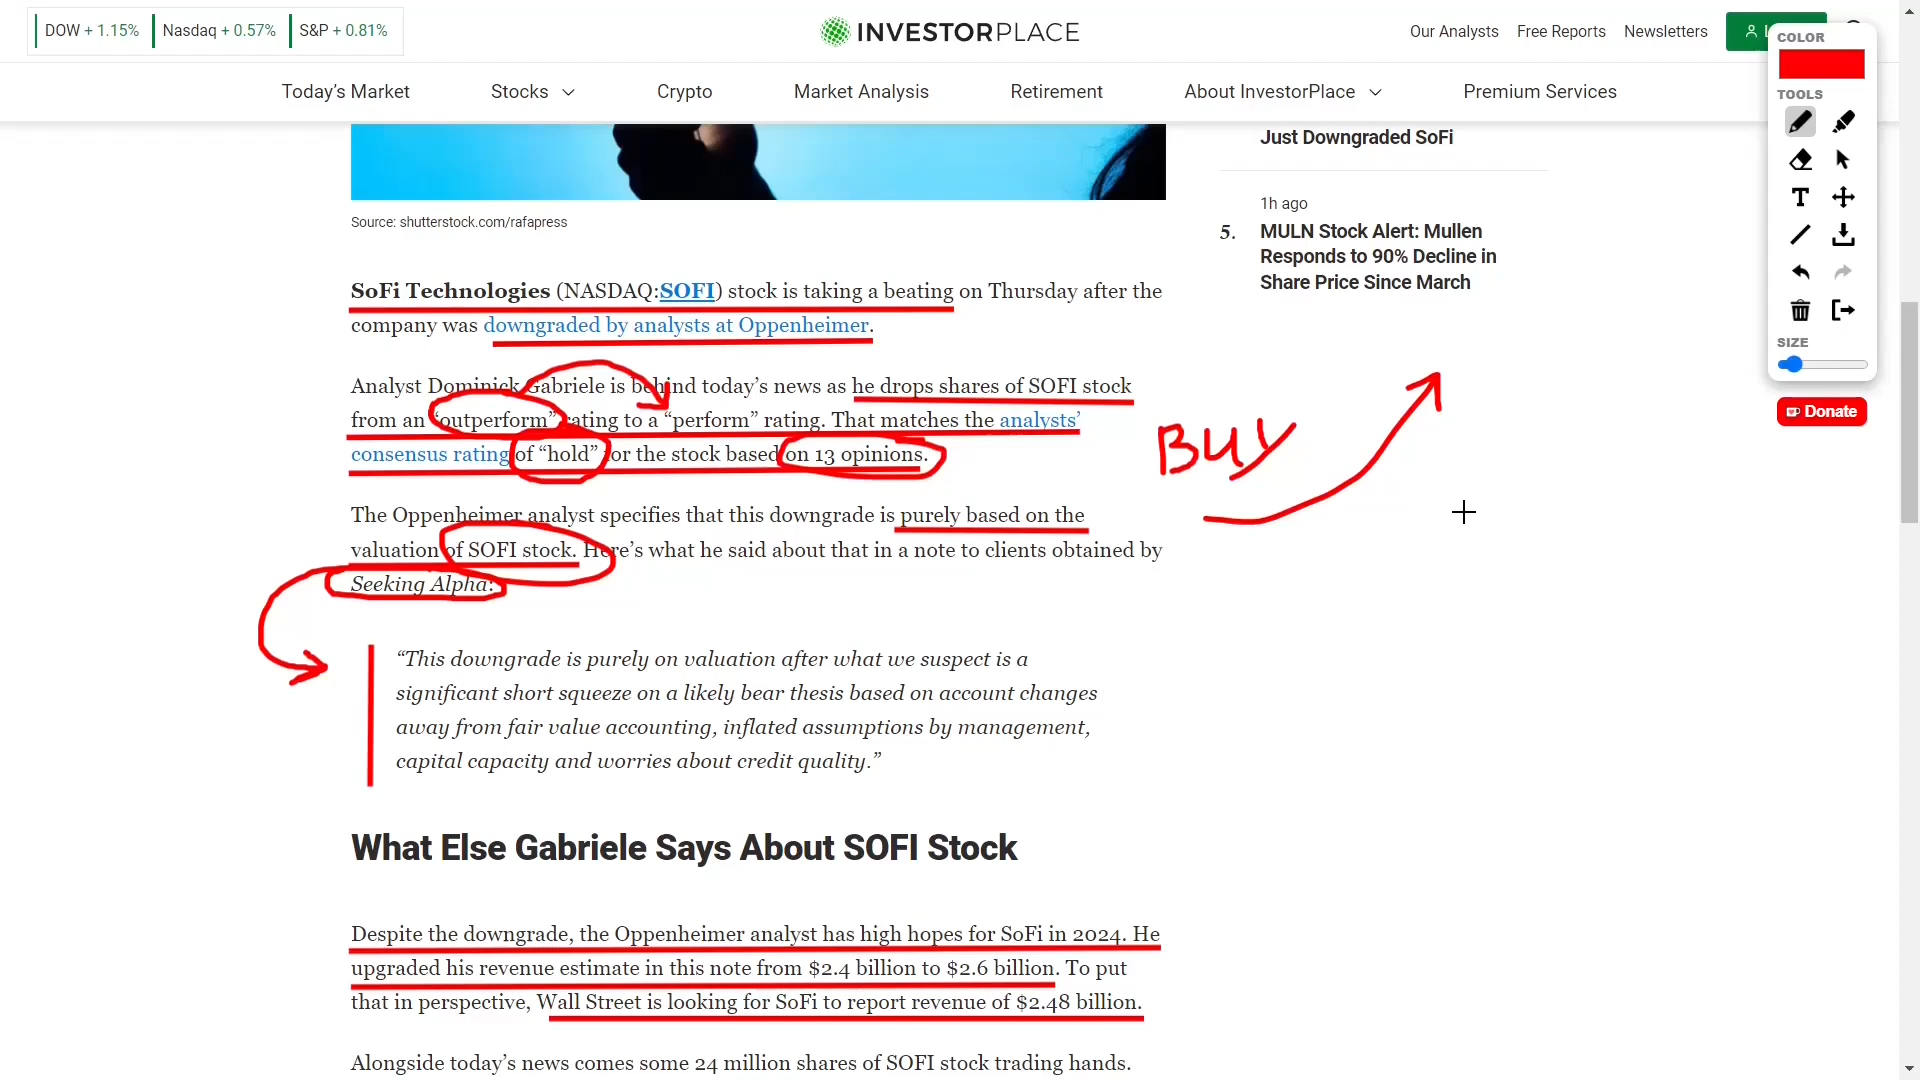 DOW + 1.15% Nasdaq + 0.57% S&P + 0.81%
INVESTORPLACE
Our Analysts Free Reports Newsletters
Today’s Market Stocks Crypto Market Analysis Retirement About InvestorPlace Premium Services
COLOR
TOOLS
SIZE
Donate
Source: shutterstock.com/rafapress
SoFi Technologies (NASDAQ:SOFI) stock is taking a beating on Thursday after the
company was downgraded by analysts at Oppenheimer.
Analyst Dominick Gabriele is behind today’s news as he drops shares of SOFI stock
from an “outperform” rating to a “perform” rating. That matches the analysts’
consensus rating of “hold” for the stock based on 13 opinions.
The Oppenheimer analyst specifies that this downgrade is purely based on the
valuation of SOFI stock. Here’s what he said about that in a note to clients obtained by
Seeking Alpha:
“This downgrade is purely on valuation after what we suspect is a
significant short squeeze on a likely bear thesis based on account changes
away from fair value accounting, inflated assumptions by management,
capital capacity and worries about credit quality.”
What Else Gabriele Says About SOFI Stock
Despite the downgrade, the Oppenheimer analyst has high hopes for SoFi in 2024. He
upgraded his revenue estimate in this note from $2.4 billion to $2.6 billion. To put
that in perspective, Wall Street is looking for SoFi to report revenue of $2.48 billion.
Alongside today’s news comes some 24 million shares of SOFI stock trading hands.
Just Downgraded SoFi
1h ago
5. MULN Stock Alert: Mullen
Responds to 90% Decline in
Share Price Since March
BUY